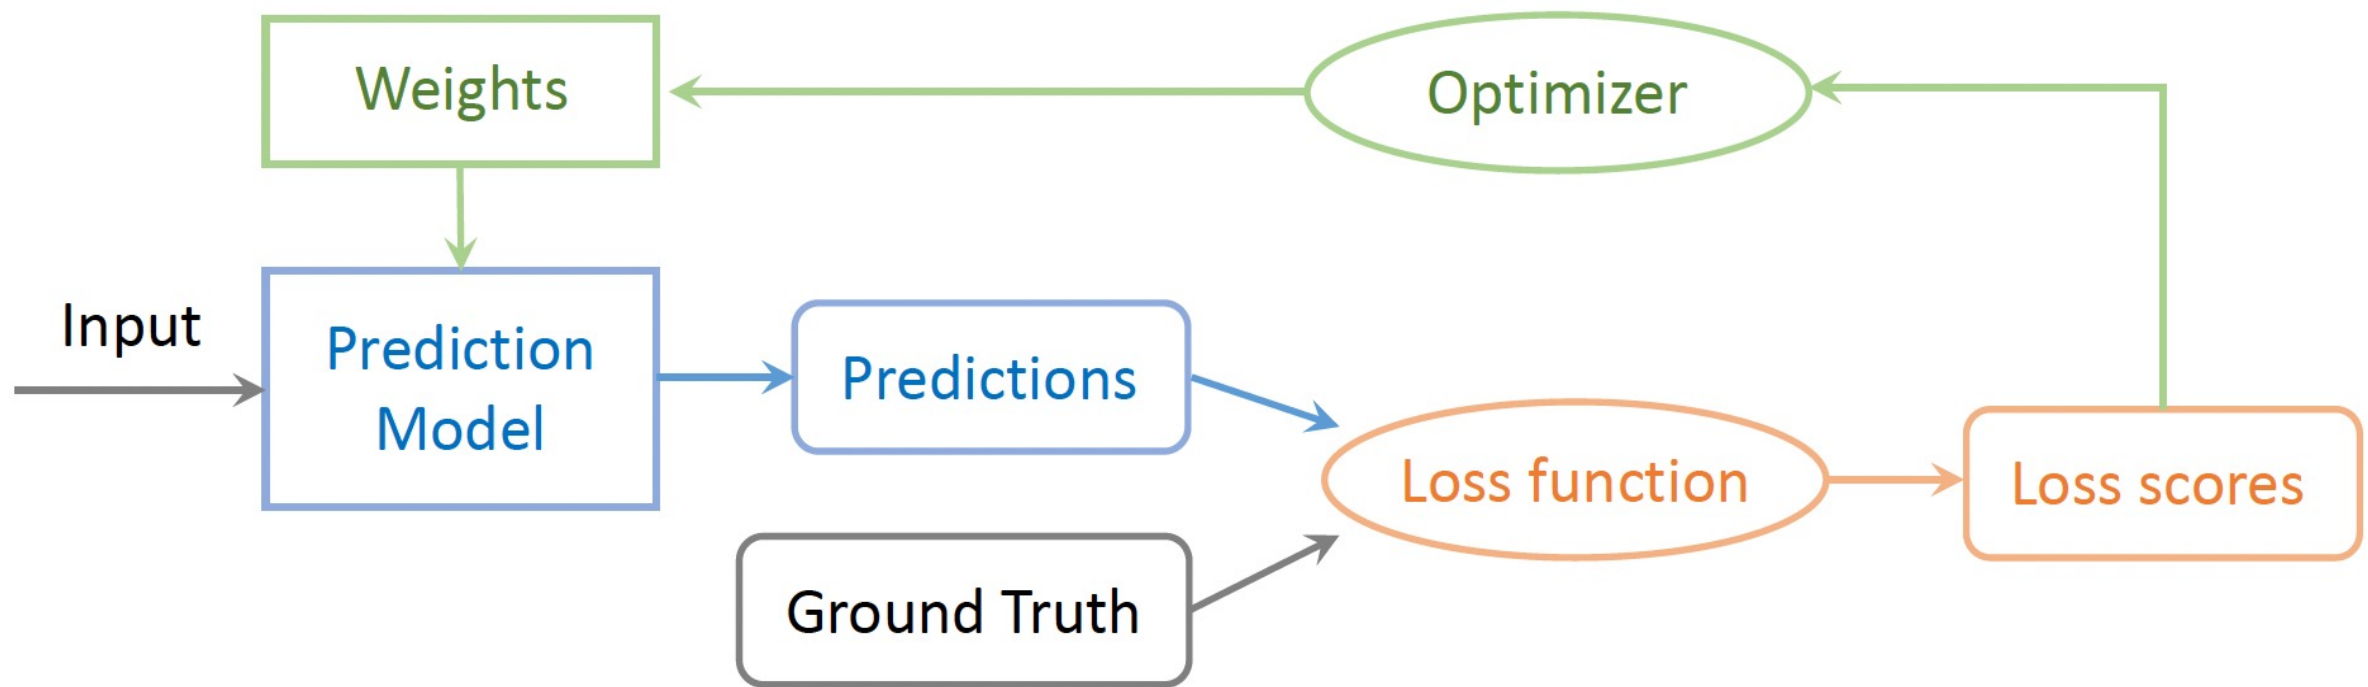 Weights
Optimizer
Input
Prediction
Model
Predictions
Loss function
Loss scores
Ground Truth